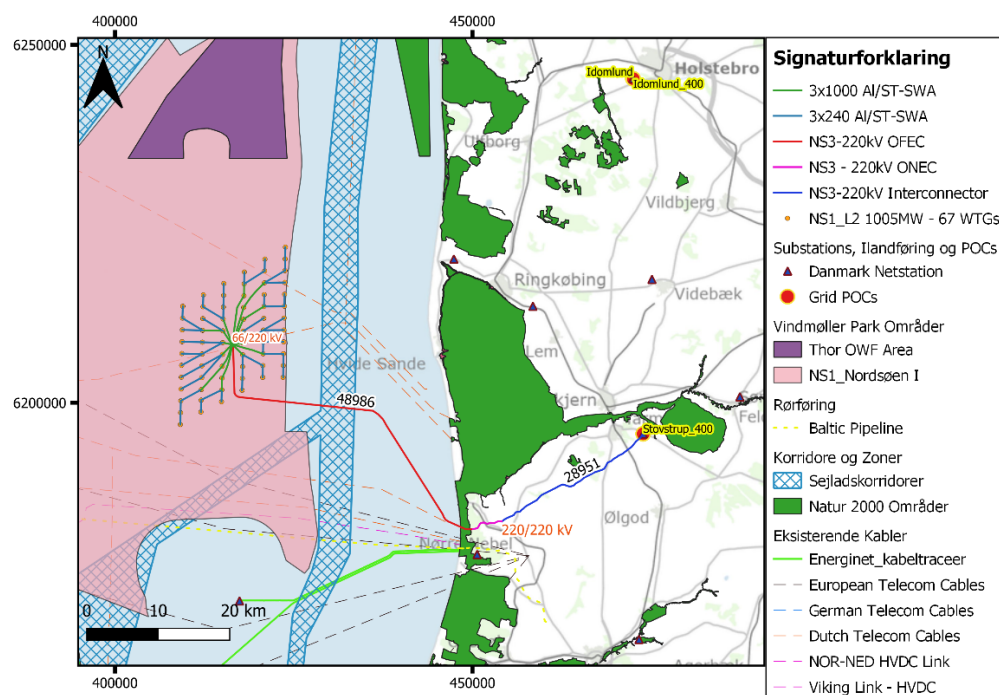 400000
450000
6250000
6200000
Idomlund
Idomlund_400
Holstebro
Ulfborg
Vildbjerg
Ringkøbing
Videbæk
66/220 kV
Hvide Sande
Lem
48986
kjern
Tarm
Stovstrup_400
28951
220/220 kV
Ølgod
Nørre Nebel
0 10 20 km
400000
450000
Signaturforklaring
3x1000 Al/ST-SWA
3x240 Al/ST-SWA
NS3-220kV OFEC
NS3 - 220kV ONEC
NS3-220kV Interconnector
NS1_L2 1005MW - 67 WTGs
Substations, Ilandføring og POCs
Danmark Netstation
Grid POCs
Vindmøller Park Områder
Thor OWF Area
NS1_Nordsøen I
Rørføring
Baltic Pipeline
Korridore og Zoner
Sejladskorridorer
Natur 2000 Områder
Eksisterende Kabler
Energinet_kabeltraceer
European Telecom Cables
German Telecom Cables
Dutch Telecom Cables
NOR-NED HVDC Link
Viking Link - HVDC